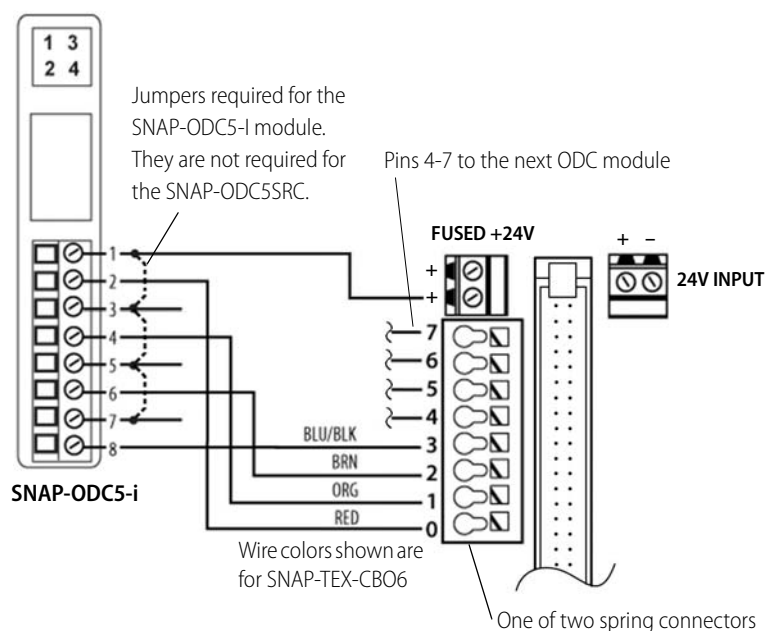 1 3
2 4
Jumpers required for the
SNAP-ODC5-I module.
They are not required for
the SNAP-ODC5SRC.
Pins 4-7 to the next ODC module
FUSED +24V
+ –
24V INPUT
+
+
1
2
3
4
5
6
7
8
7
6
5
4
3
2
1
0
BLU/BLK
BRN
ORG
RED
SNAP-ODC5-i
Wire colors shown are
for SNAP-TEX-CBO6
One of two spring connectors